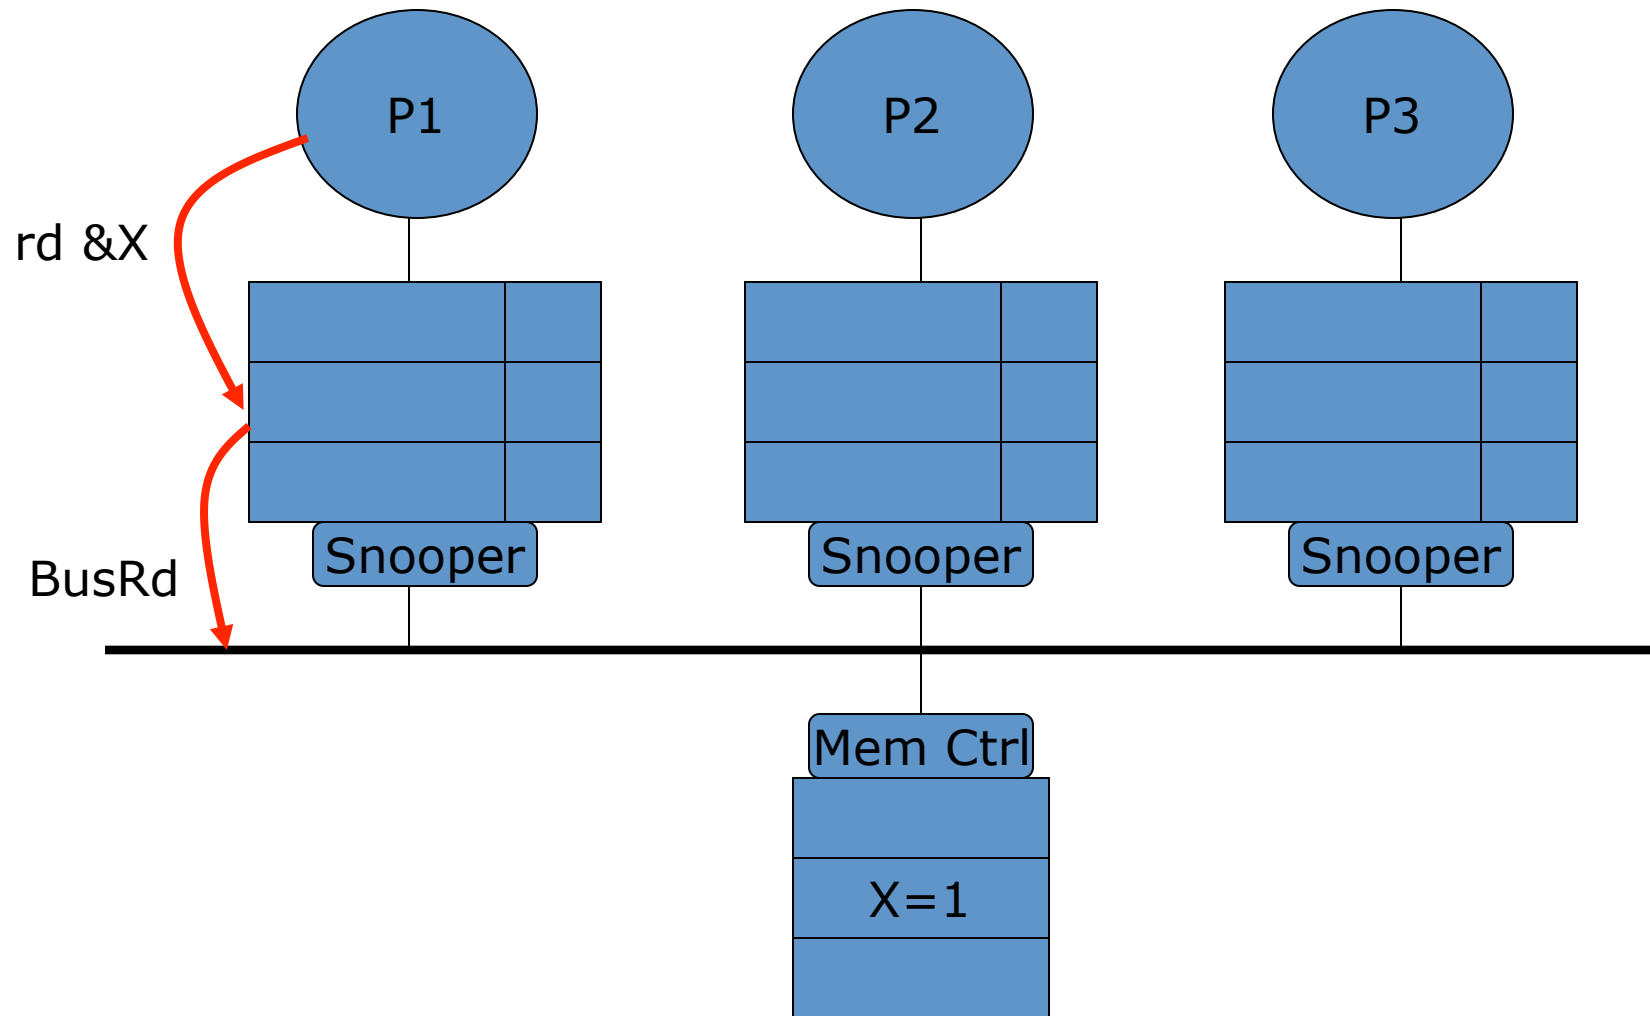 P1
P2
P3
rd &X
Snooper
Snooper
Snooper
BusRd
Mem Ctrl
X=1